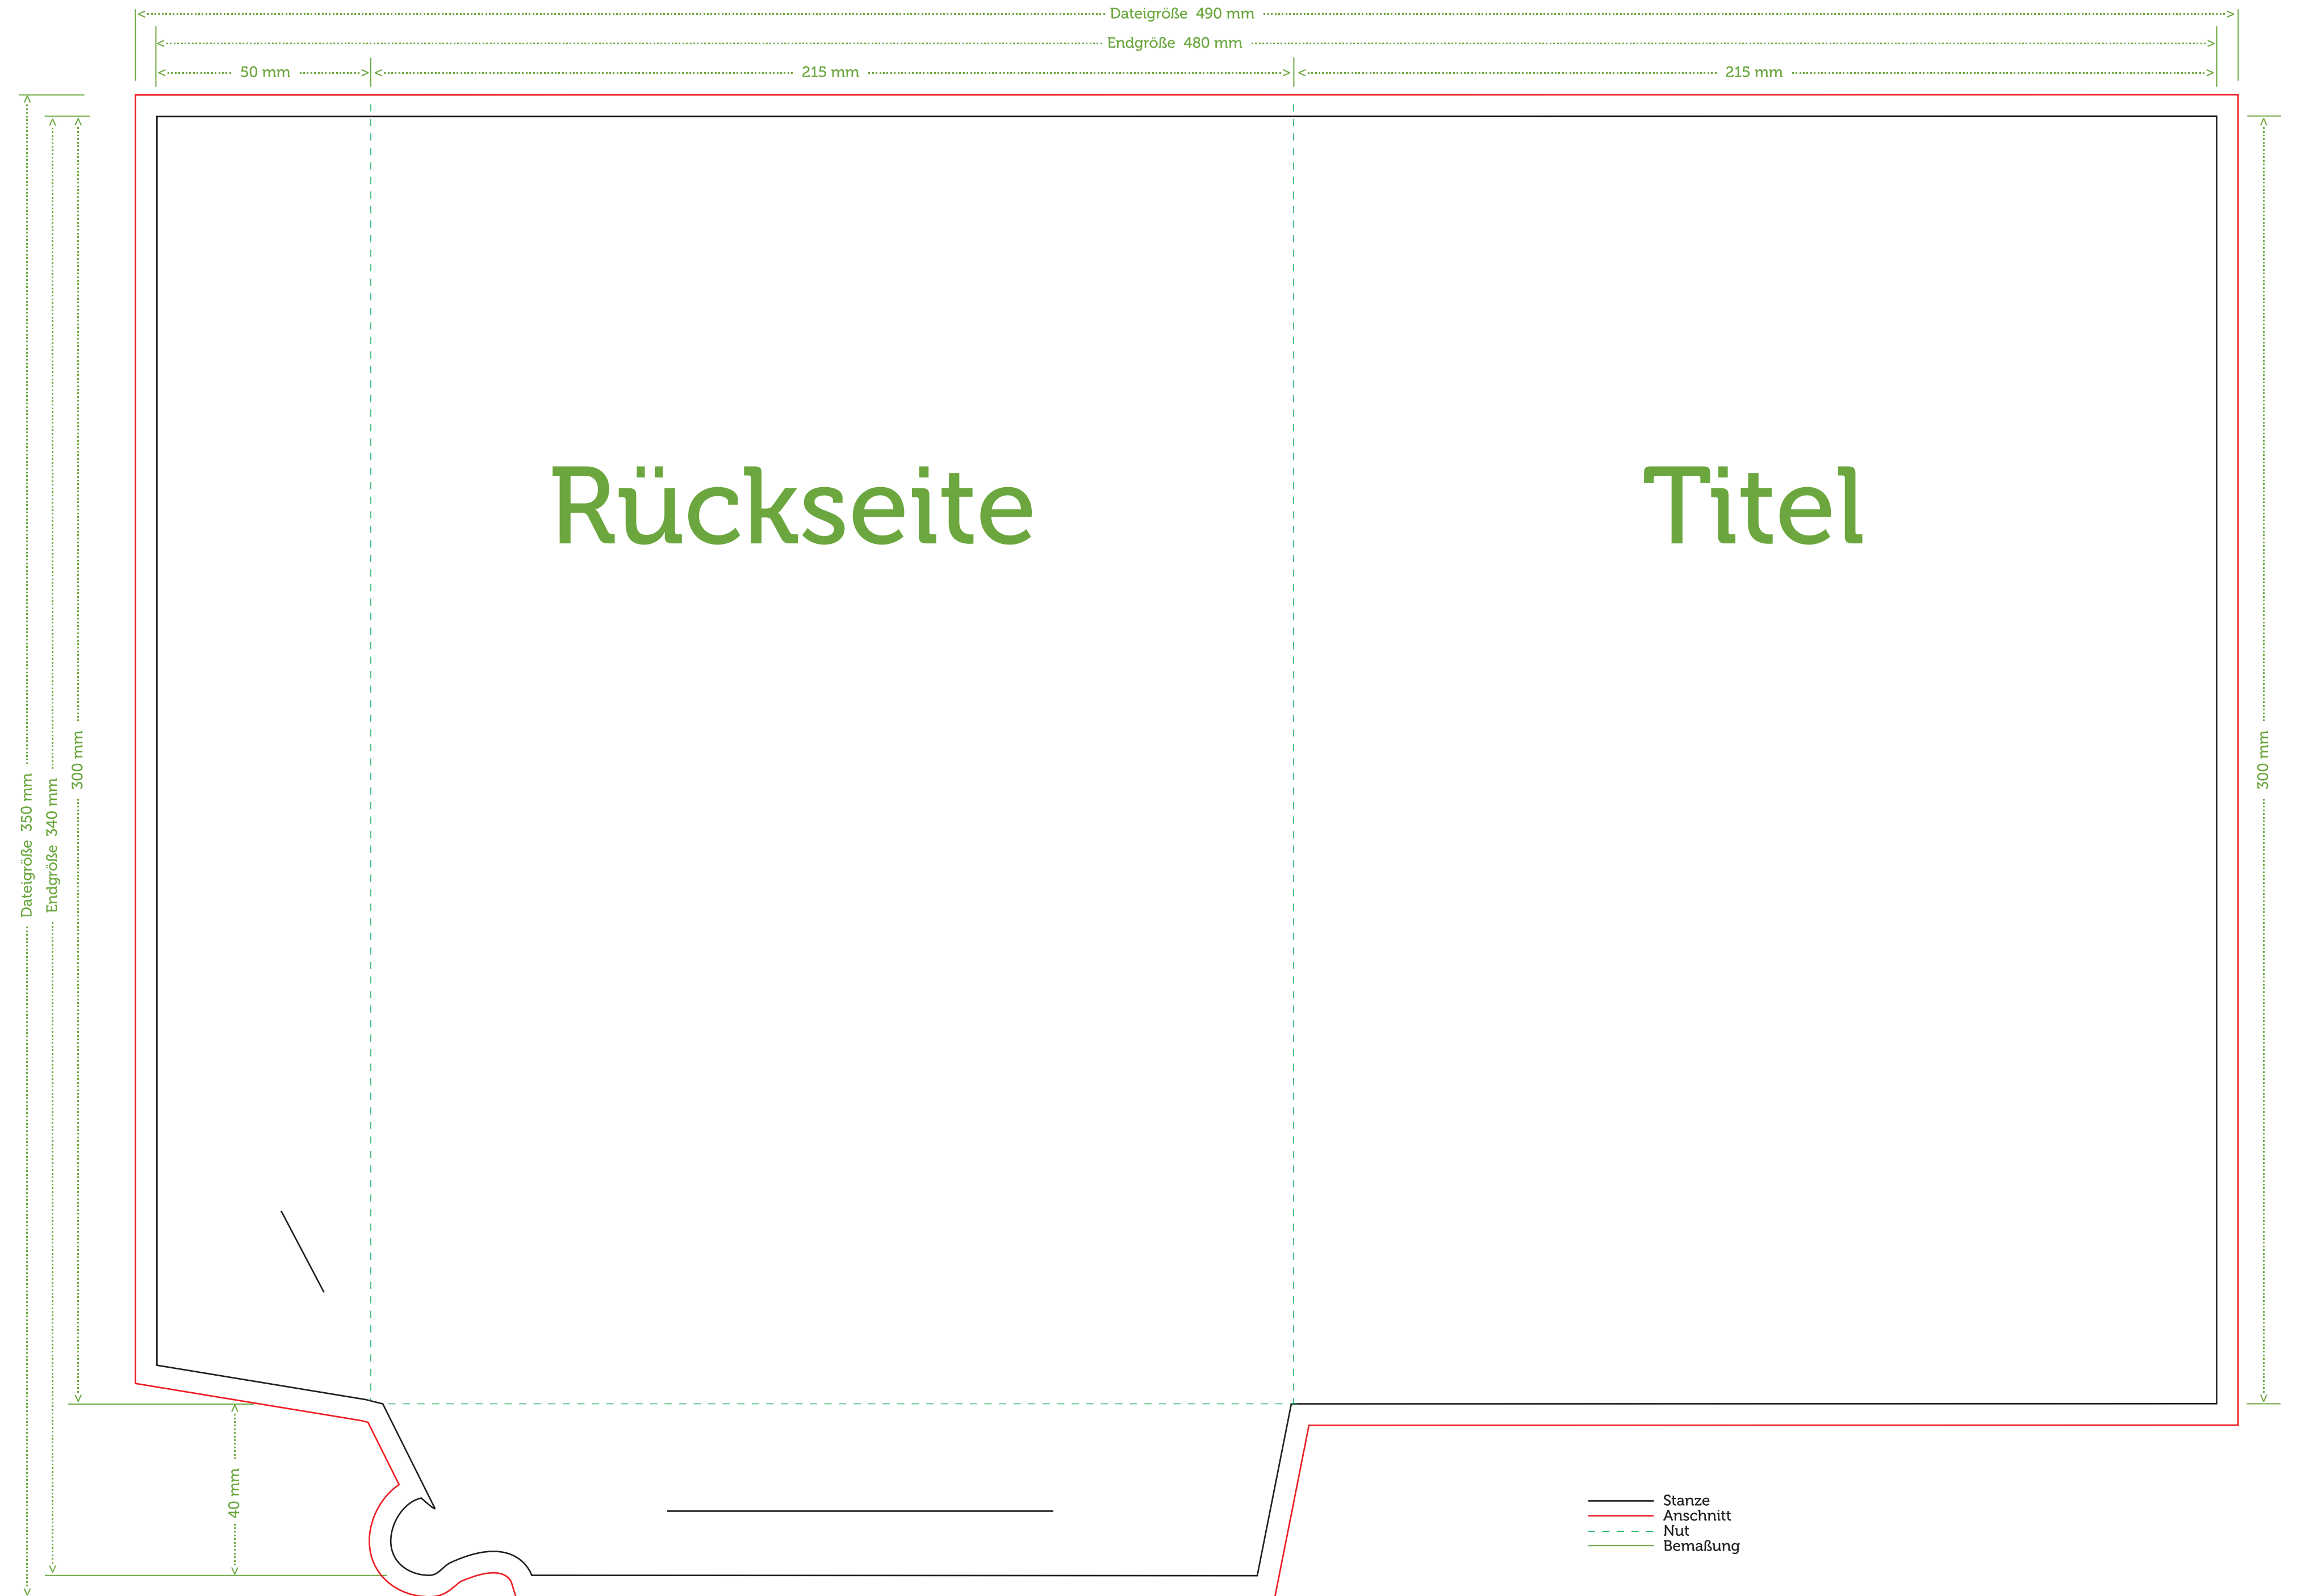 Dateigröße 490 mm
Endgröße 480 mm
50 mm
215 mm
215 mm
Rückseite
Titel
Dateigröße 350 mm
Endgröße 340 mm
300 mm
300 mm
40 mm
Stanze
Anschnitt
Nut
Bemaßung